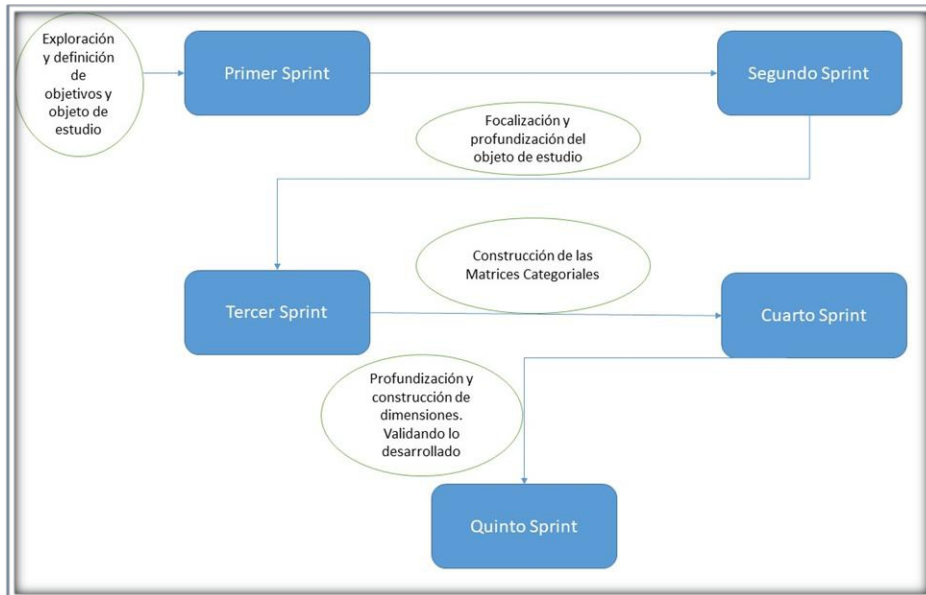 Exploración
y definición
de
objetivos y
objeto de
estudio
Primer Sprint
Segundo Sprint
Focalización y
profundización del
objeto de estudio
Construcción de las
Matrices Categoriales
Tercer Sprint
Cuarto Sprint
Profundización y
construcción de
dimensiones.
Validando lo
desarrollado
Quinto Sprint